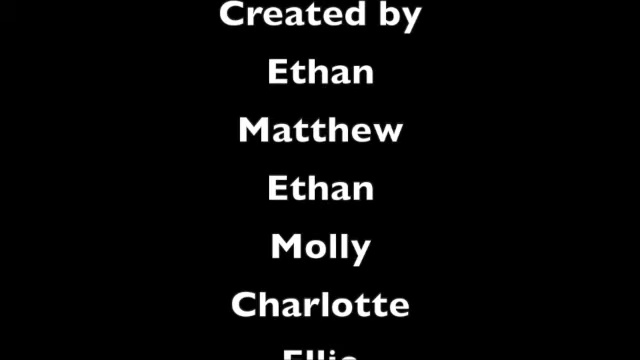 Created by
Ethan
Matthew
Ethan
Molly
Charlotte